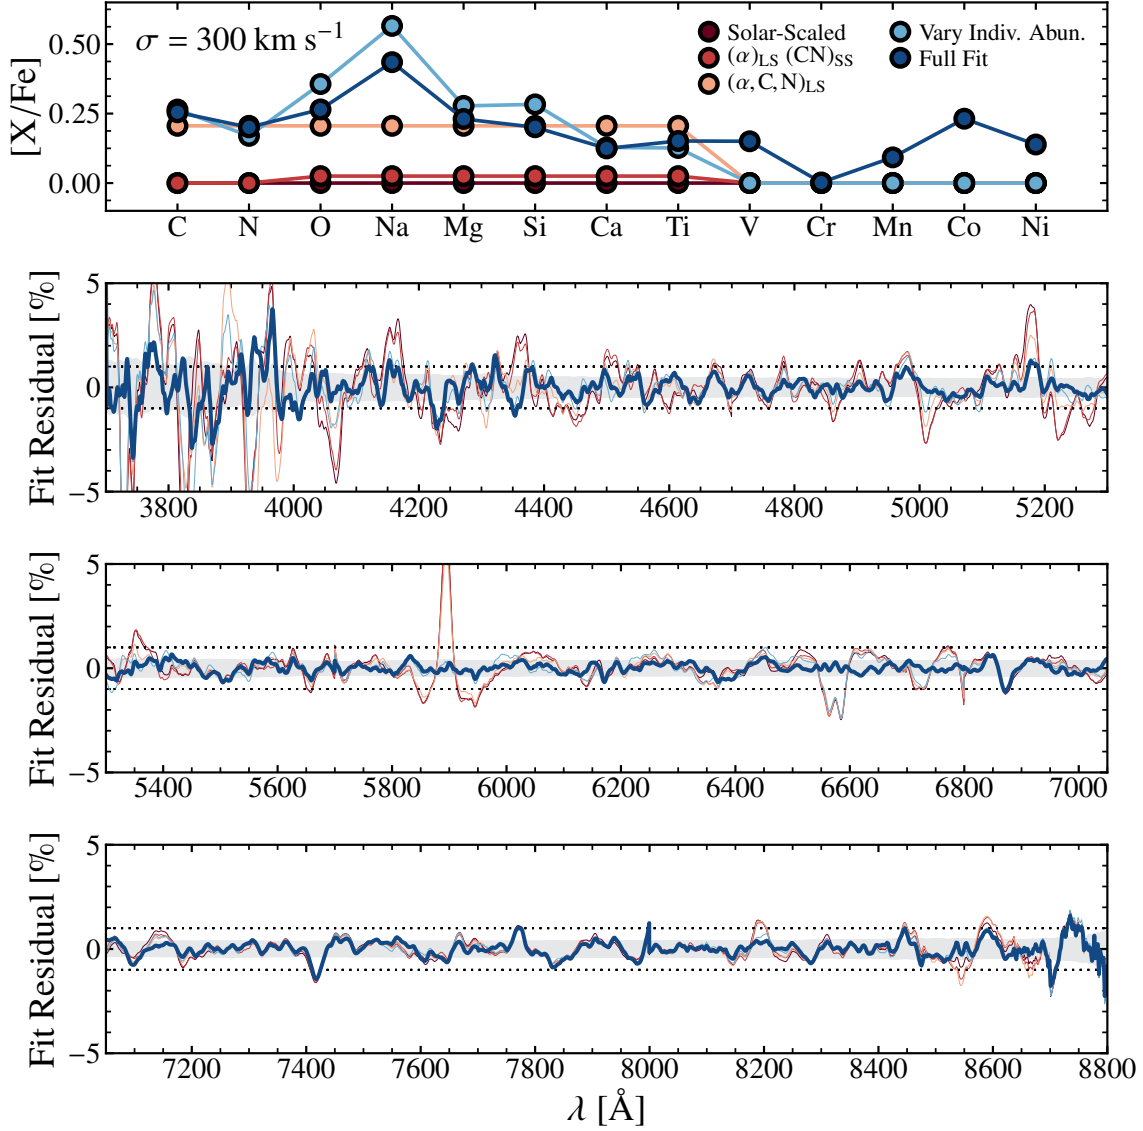 σ = 300 km s⁻¹
Solar-Scaled
(α)LS (CN)SS
(α, C, N)LS
Vary Indiv. Abun.
Full Fit
[X/Fe]
0.50
0.25
0.00
C N O Na Mg Si Ca Ti V Cr Mn Co Ni
Fit Residual [%]
5
0
−5
3800 4000 4200 4400 4600 4800 5000 5200
Fit Residual [%]
5
0
−5
5400 5600 5800 6000 6200 6400 6600 6800 7000
Fit Residual [%]
5
0
−5
7200 7400 7600 7800 8000 8200 8400 8600 8800
λ [Å]